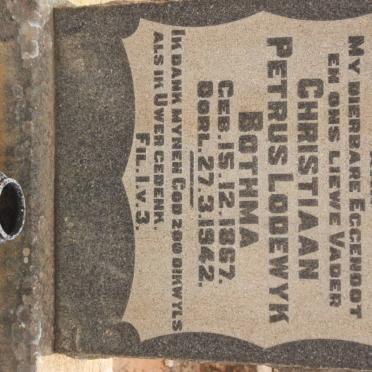 MY DIERBARE EGGENOOT
EN ONS LIEWE VADER
CHRISTIAAN
PETRUS LODEWYK
BOTHMA
GEB. 15.12.1867.
OORL. 27.3.1942.
IK DANK MYNEN GOD ZOO DIKWYLS
ALS IK UWER GEDENK.
FIL. I.V.3.